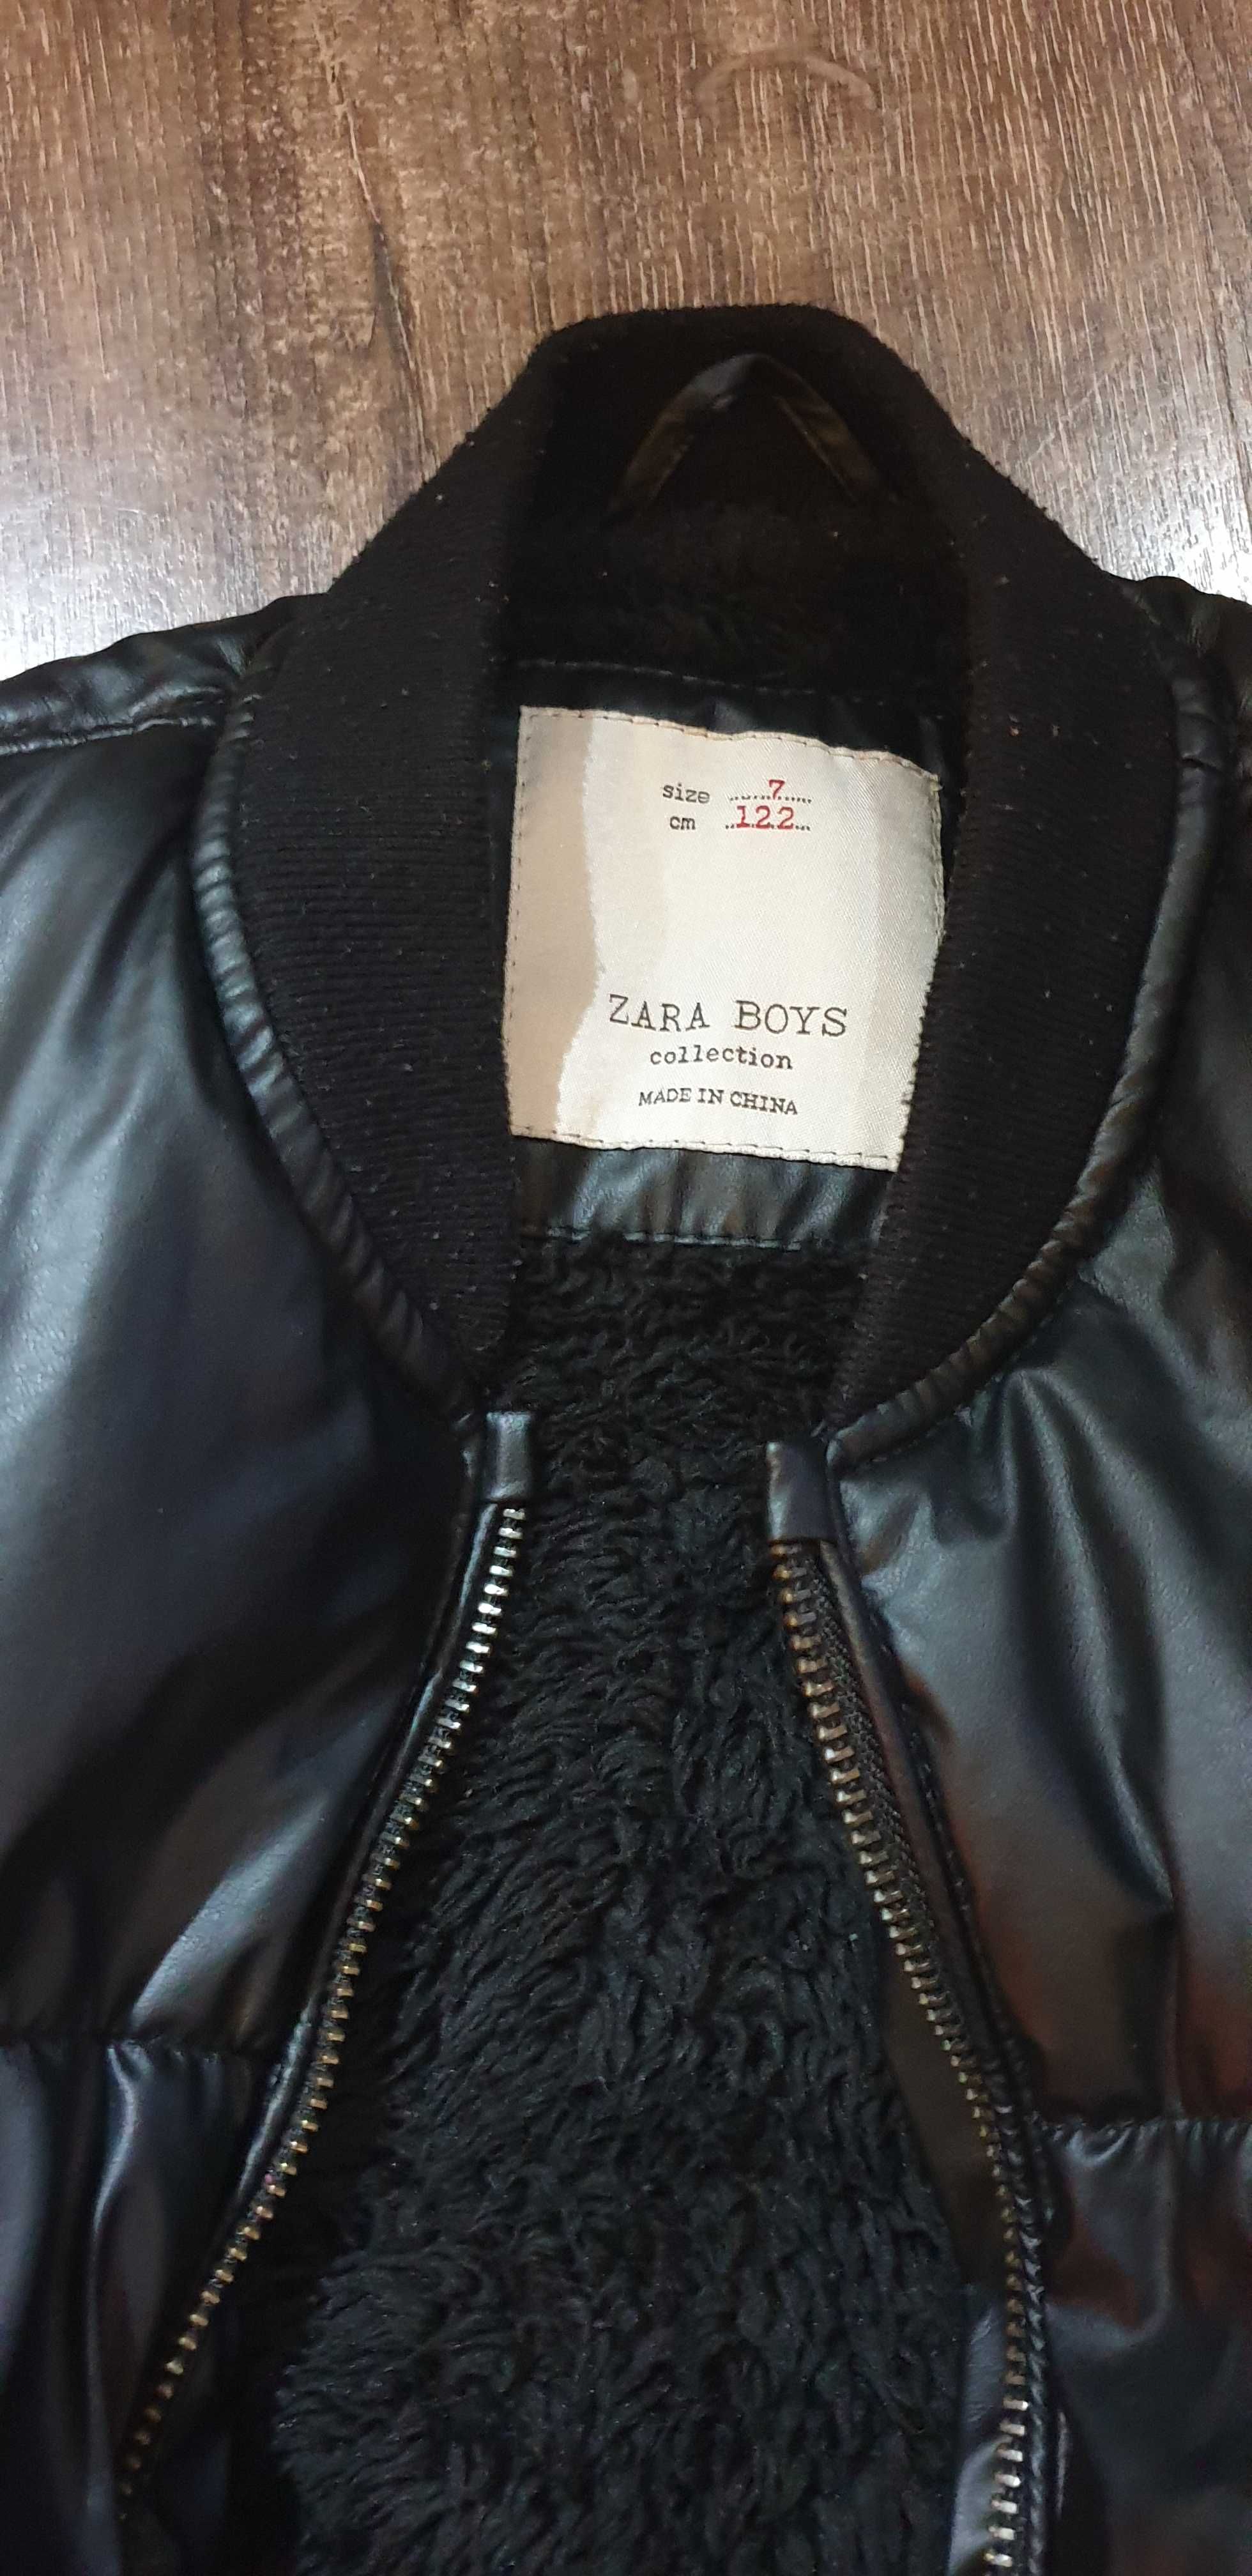 size 7
cm 122
ZARA BOYS
collection
MADE IN CHINA